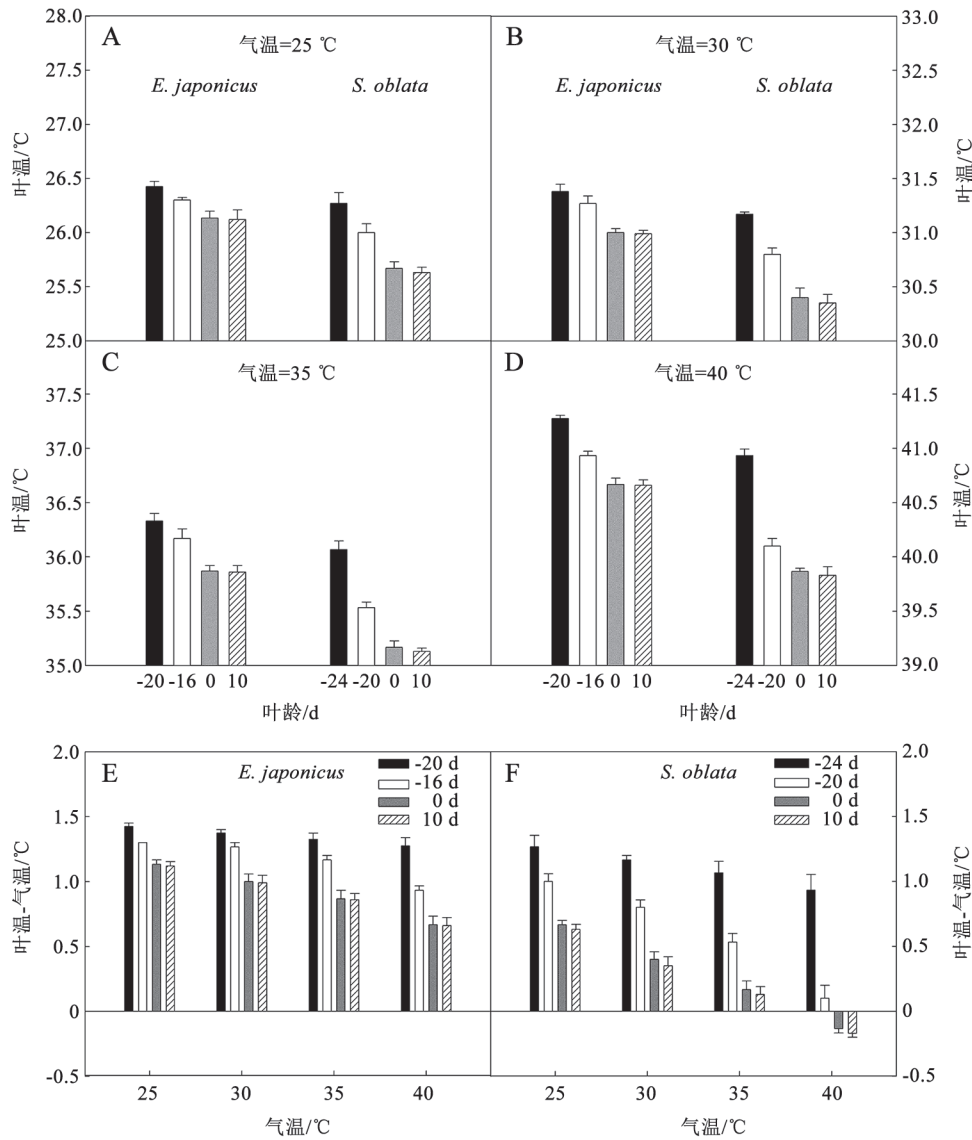 A
气温=25 ℃
E. japonicus
S. oblata
叶温/℃
28.0
27.5
27.0
26.5
26.0
25.5
25.0
B
气温=30 ℃
E. japonicus
S. oblata
叶温/℃
33.0
32.5
32.0
31.5
31.0
30.5
30.0
C
气温=35 ℃
叶温/℃
37.5
37.0
36.5
36.0
35.5
35.0
-20 -16 0 10
-24 -20 0 10
叶龄/d
D
气温=40 ℃
叶温/℃
41.5
41.0
40.5
40.0
39.5
39.0
-20 -16 0 10
-24 -20 0 10
叶龄/d
E
E. japonicus
-20 d
-16 d
0 d
10 d
叶温-气温/℃
2.0
1.5
1.0
0.5
0
-0.5
25 30 35 40
气温/℃
F
S. oblata
-24 d
-20 d
0 d
10 d
叶温-气温/℃
2.0
1.5
1.0
0.5
0
-0.5
25 30 35 40
气温/℃